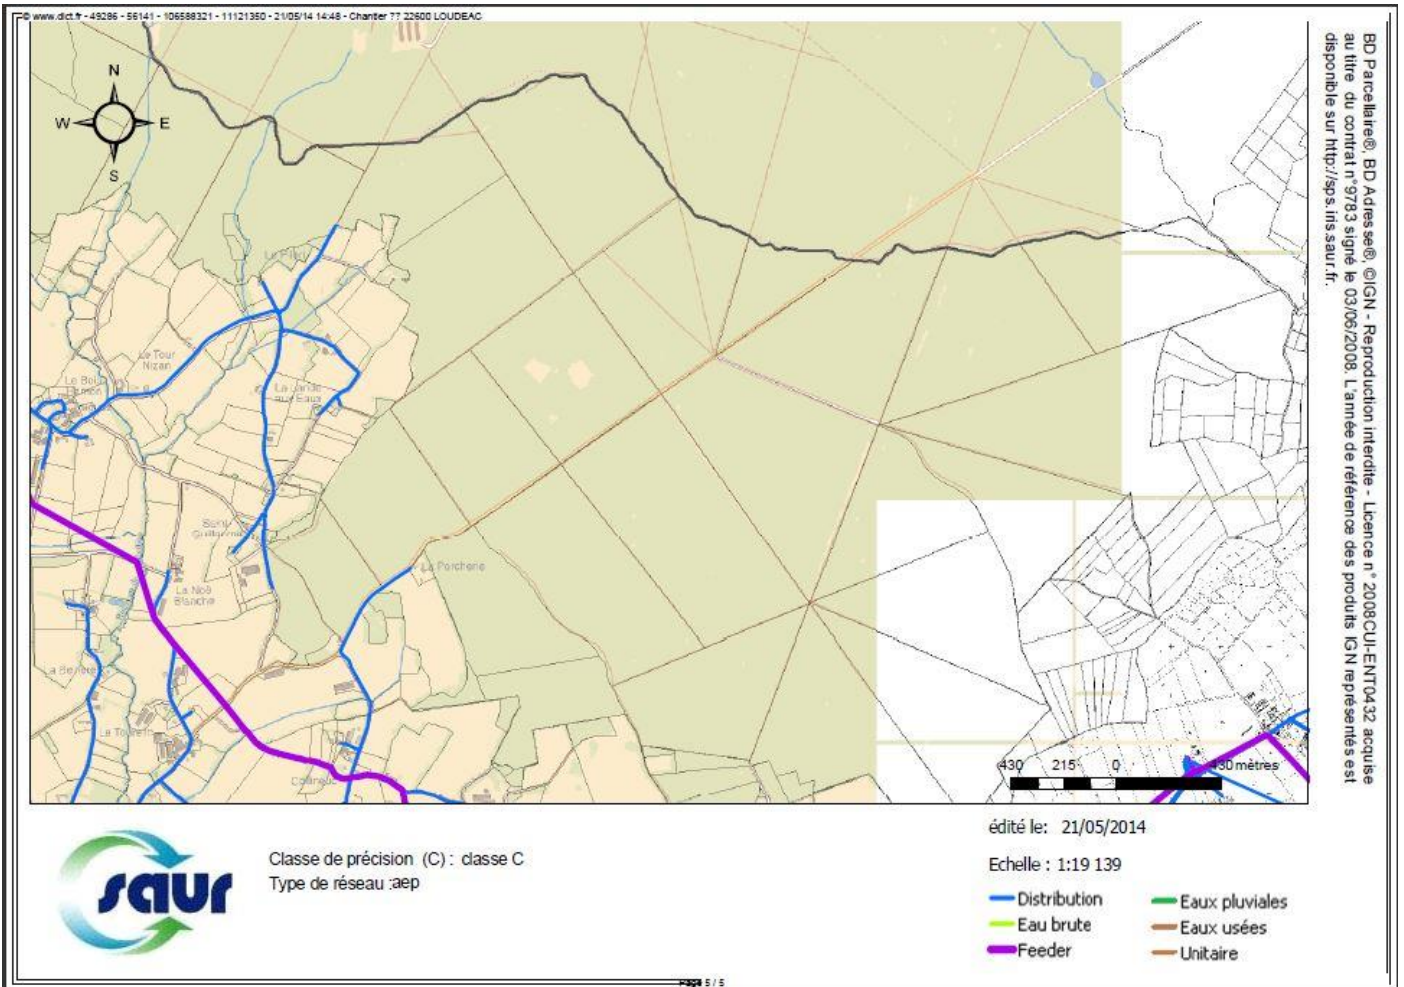 © www.dict.fr - 49286 - 56141 - 106588321 - 11121350 - 21/05/14 14:48 - Chantier ?? 22600 LOUDEAC
BD Parcellaire®, BD Adresse®, ©IGN - Reproduction interdite - Licence n° 2008CUI-ENT0432 acquise
au titre du contrat n°9783 signé le 03/06/2008. L'année de référence des produits IGN représentés est
disponible sur http://sps.iris.saur.fr.
N
W
E
S
Le Tour
Nizan
La Lande
aux Eaux
Saint-
Guillaume
La Porcherie
La Noë
Blanche
430
215
0
430 mètres
édité le: 21/05/2014
Echelle : 1:19 139
Classe de précision (C) : classe C
Type de réseau :aep
saur
Distribution
Eau brute
Feeder
Eaux pluviales
Eaux usées
Unitaire
Page 5 / 5